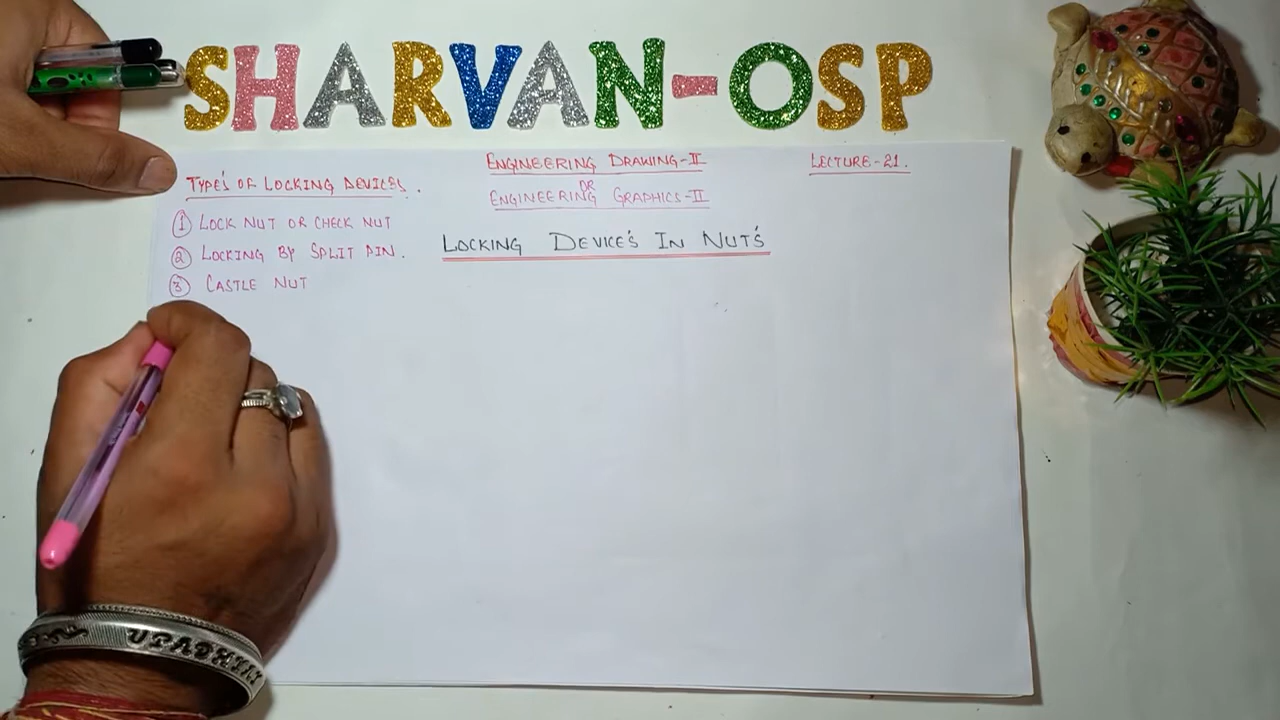 SHARVAN-OSP
ENGINEERING DRAWING-II
LECTURE-21.
OR
ENGINEERING GRAPHICS-II
TYPE'S OF LOCKING DEVICES.
① LOCK NUT OR CHECK NUT
② LOCKING BY SPLIT PIN.
③ CASTLE NUT
LOCKING DEVICE'S IN NUT'S